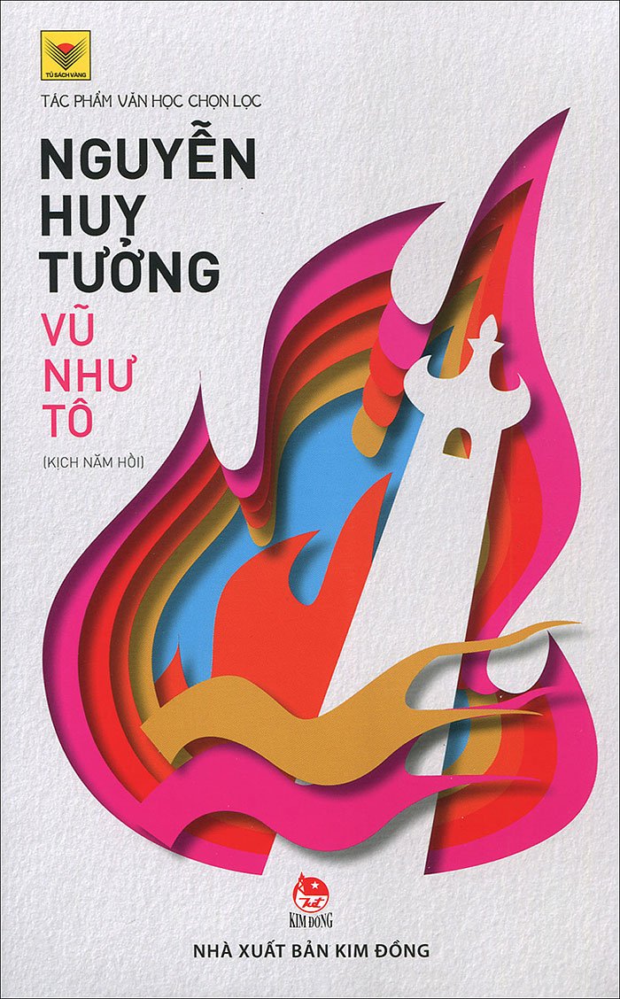 TỦ SÁCH VÀNG
TÁC PHẨM VĂN HỌC CHỌN LỌC
NGUYỄN
HUY
TƯỞNG
VŨ
NHƯ
TÔ
(KỊCH NĂM HỒI)
KĐ
KIM ĐỒNG
NHÀ XUẤT BẢN KIM ĐỒNG